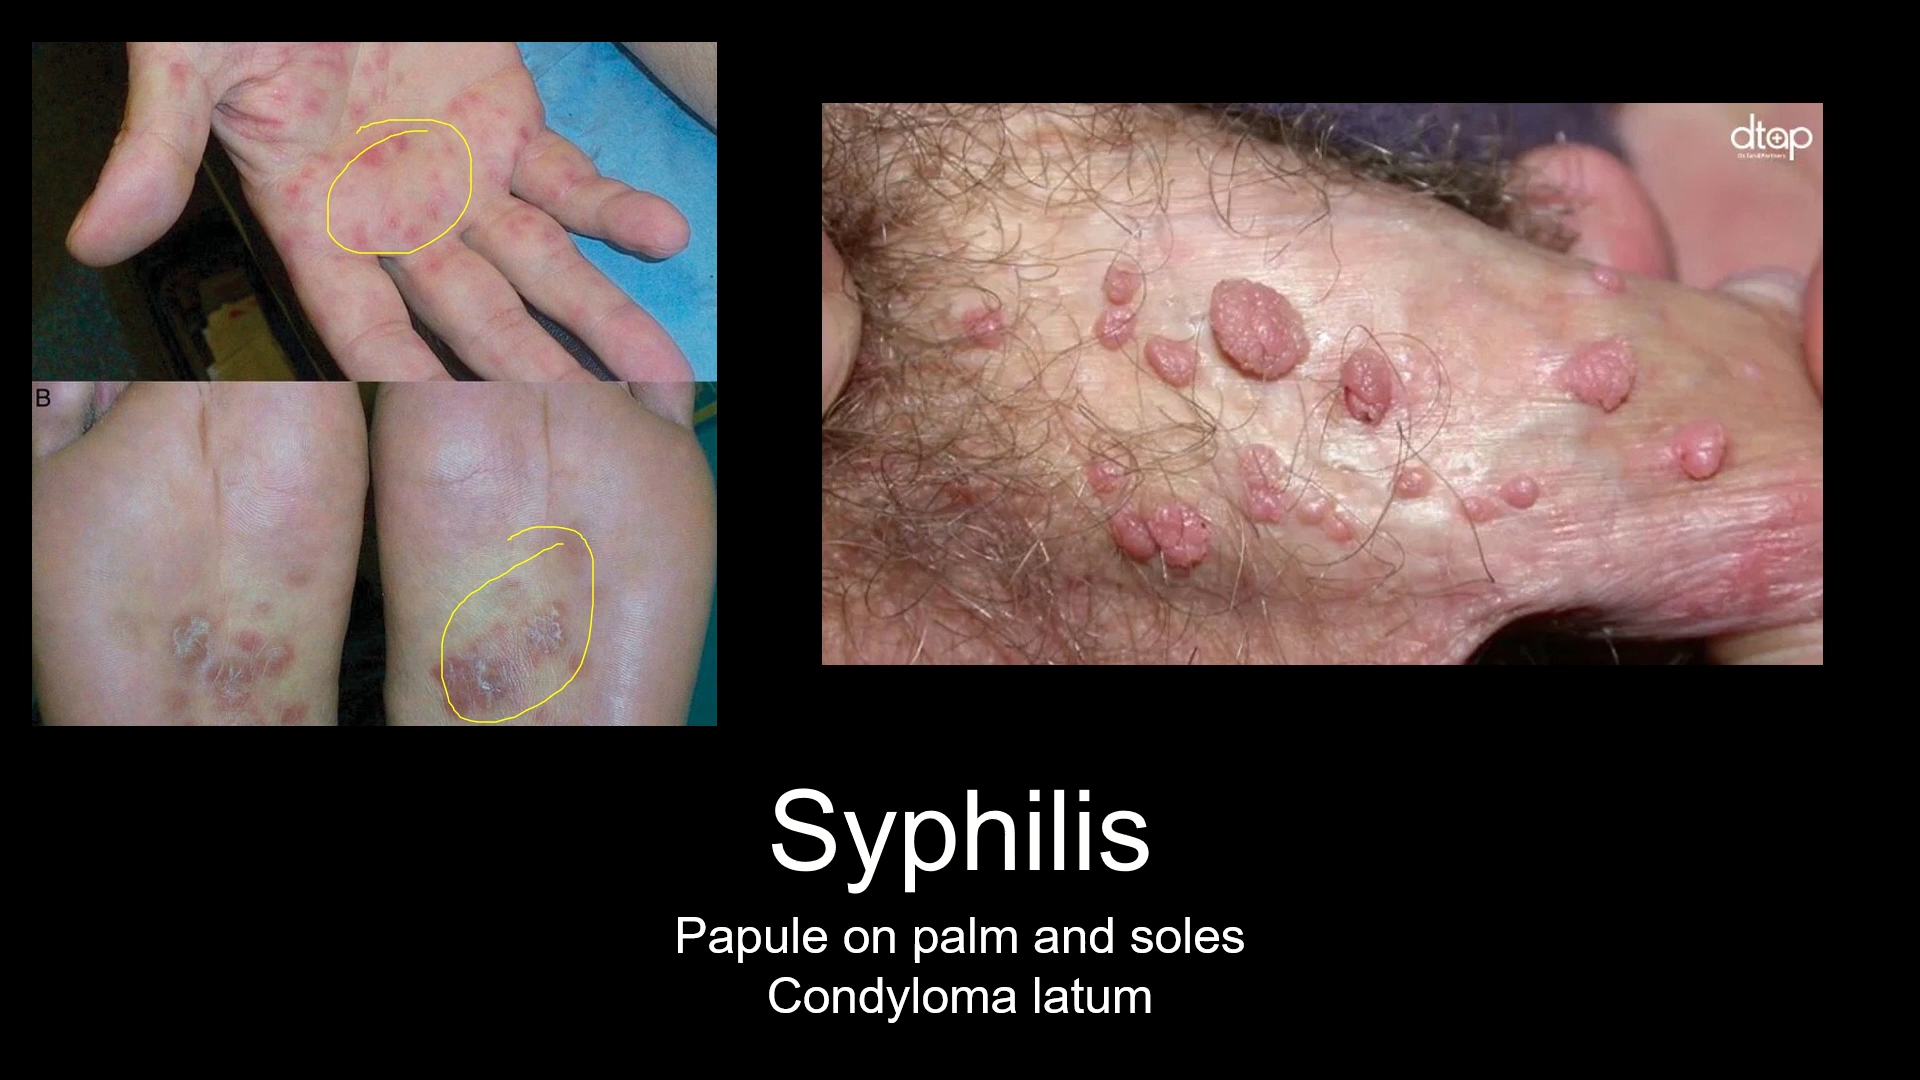 dtap
B
Syphilis
Papule on palm and soles
Condyloma latum